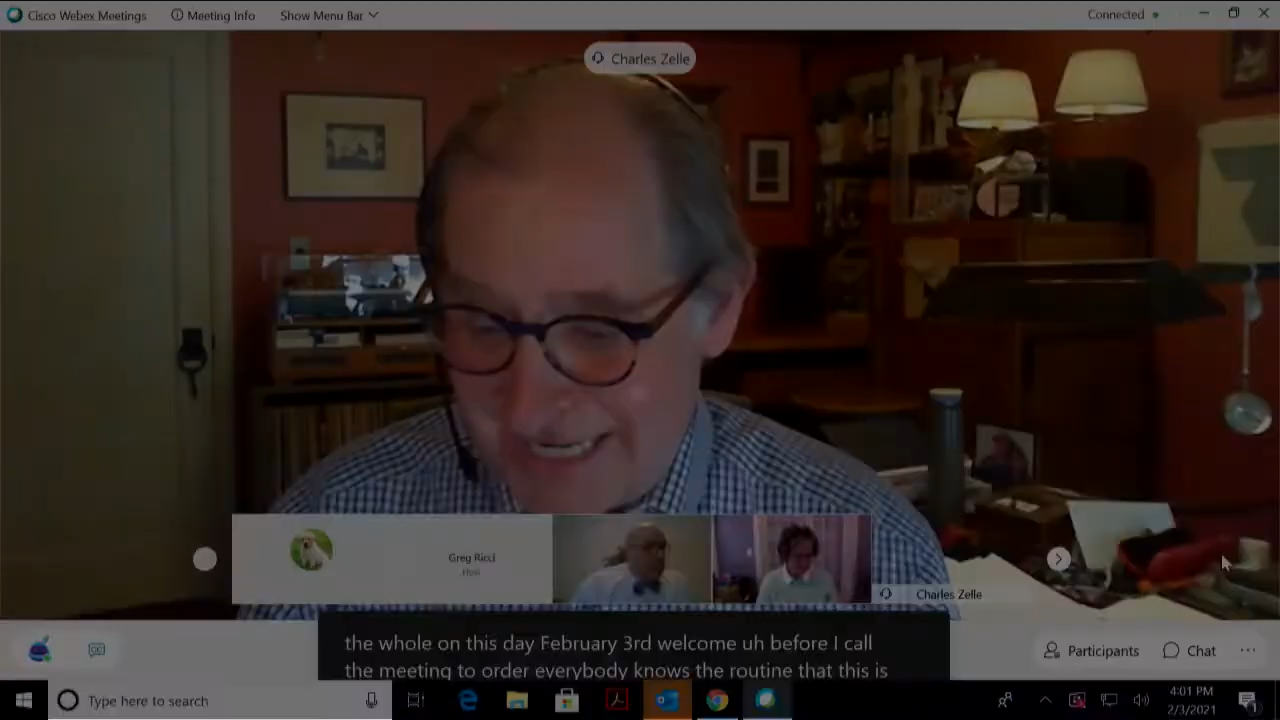 Cisco Webex Meetings
Meeting Info
Show Menu Bar
Connected
Charles Zelle
Greg Ricci
Host
Charles Zelle
the whole on this day February 3rd welcome uh before I call
the meeting to order everybody knows the routine that this is
Participants
Chat
Type here to search
4:01 PM
2/3/2021
1